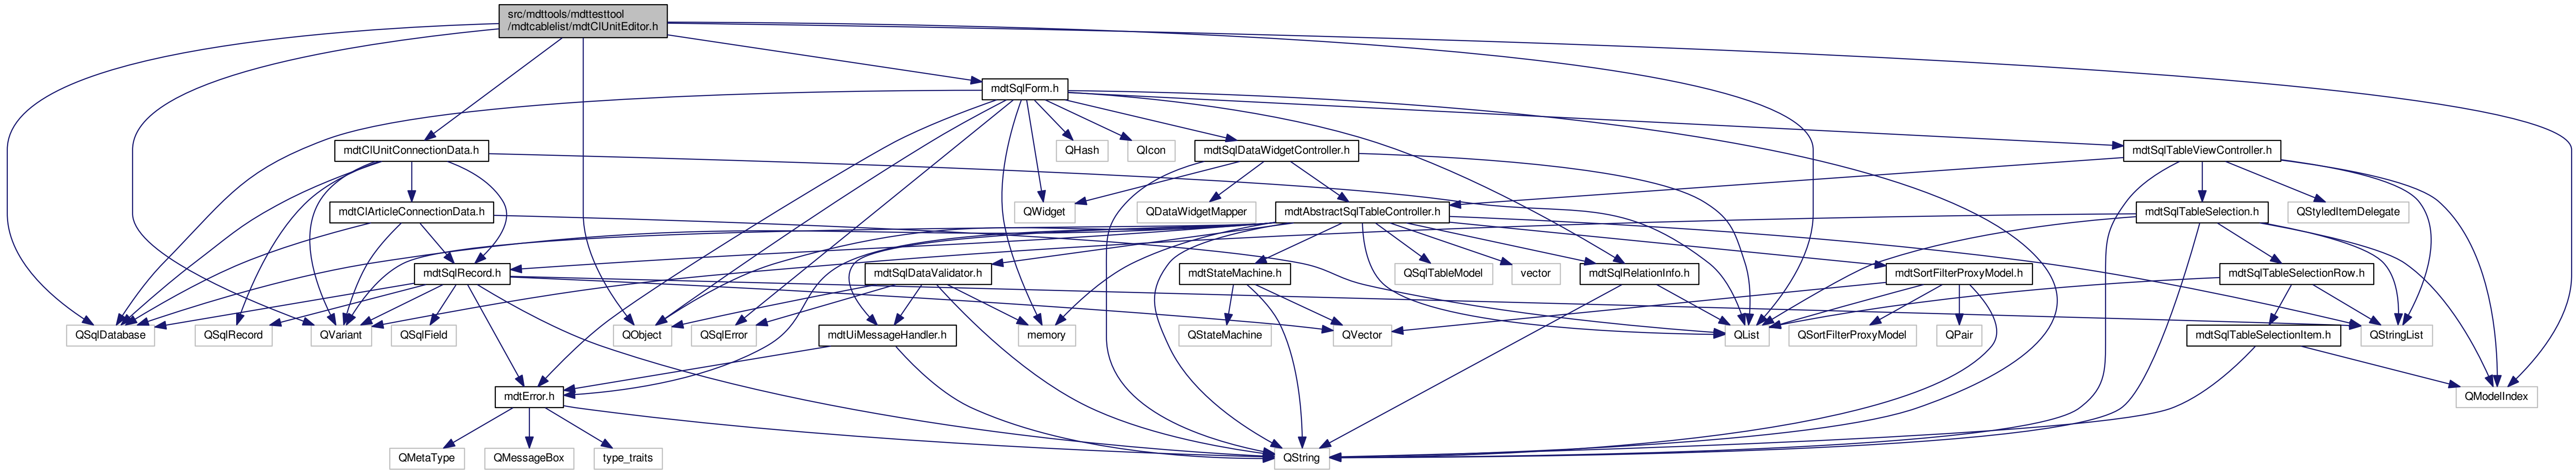 src/mdttools/mdttesttool
/mdtcablelist/mdtClUnitEditor.h
mdtSqlForm.h
mdtClUnitConnectionData.h
QHash
QIcon
mdtSqlDataWidgetController.h
mdtSqlTableViewController.h
mdtClArticleConnectionData.h
QWidget
QDataWidgetMapper
mdtAbstractSqlTableController.h
mdtSqlTableSelection.h
QStyledItemDelegate
mdtSqlRecord.h
mdtSqlDataValidator.h
mdtStateMachine.h
QSqlTableModel
vector
mdtSqlRelationInfo.h
mdtSortFilterProxyModel.h
mdtSqlTableSelectionRow.h
QSqlDatabase
QSqlRecord
QVariant
QSqlField
QObject
QSqlError
mdtUiMessageHandler.h
memory
QStateMachine
QVector
QList
QSortFilterProxyModel
QPair
mdtSqlTableSelectionItem.h
QStringList
mdtError.h
QModelIndex
QMetaType
QMessageBox
type_traits
QString